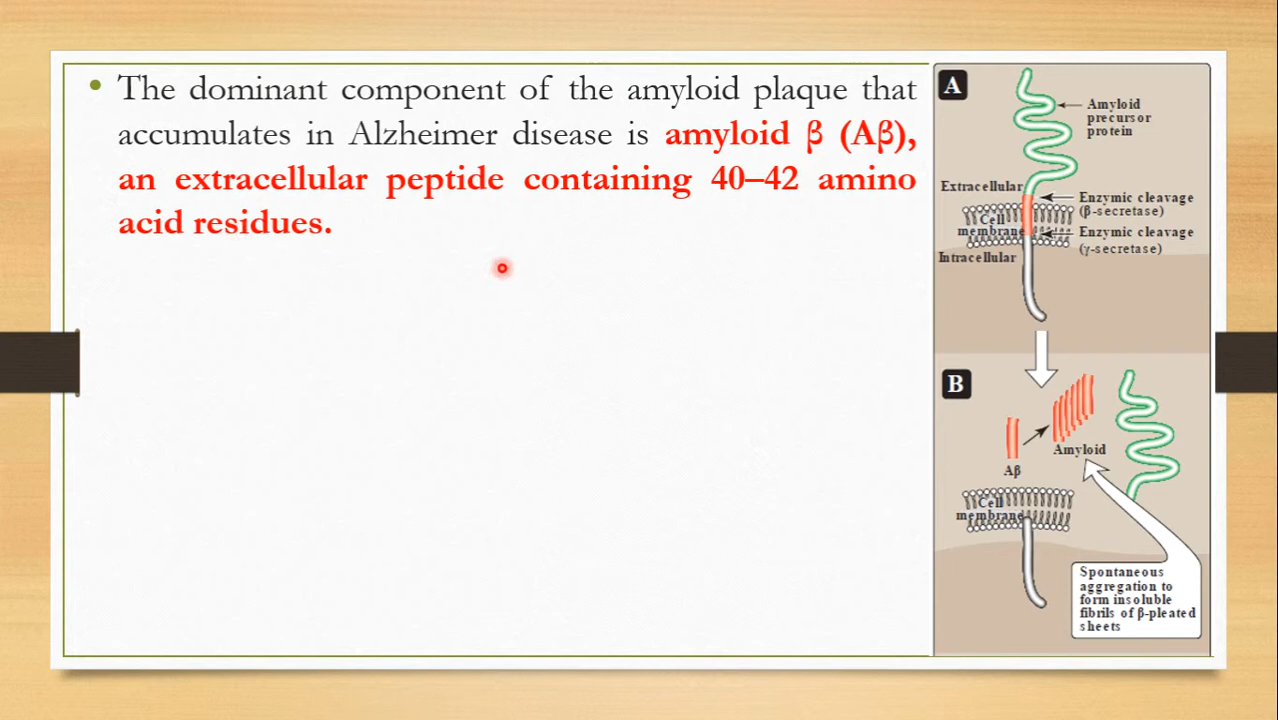 • The dominant component of the amyloid plaque that
accumulates in Alzheimer disease is amyloid β (Aβ),
an extracellular peptide containing 40–42 amino
acid residues.
A
Amyloid
precursor
protein
Extracellular
Enzymic cleavage
(β-secretase)
Cell
membrane
Enzymic cleavage
(γ-secretase)
Intracellular
B
Amyloid
Aβ
Cell
membrane
Spontaneous
aggregation to
form insoluble
fibrils of β-pleated
sheets